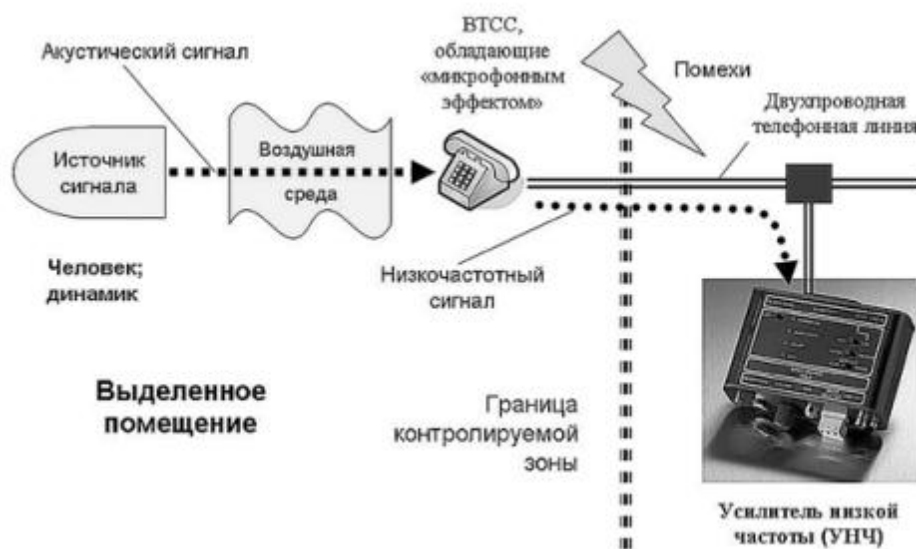 Акустический сигнал
ВТСС,
обладающие
«микрофонным
эффектом»
Помехи
Двухпроводная
телефонная линия
Источник
сигнала
Воздушная
среда
Человек;
динамик
Низкочастотный
сигнал
Выделенное
помещение
Граница
контролируемой
зоны
Усилитель низкой
частоты (УНЧ)